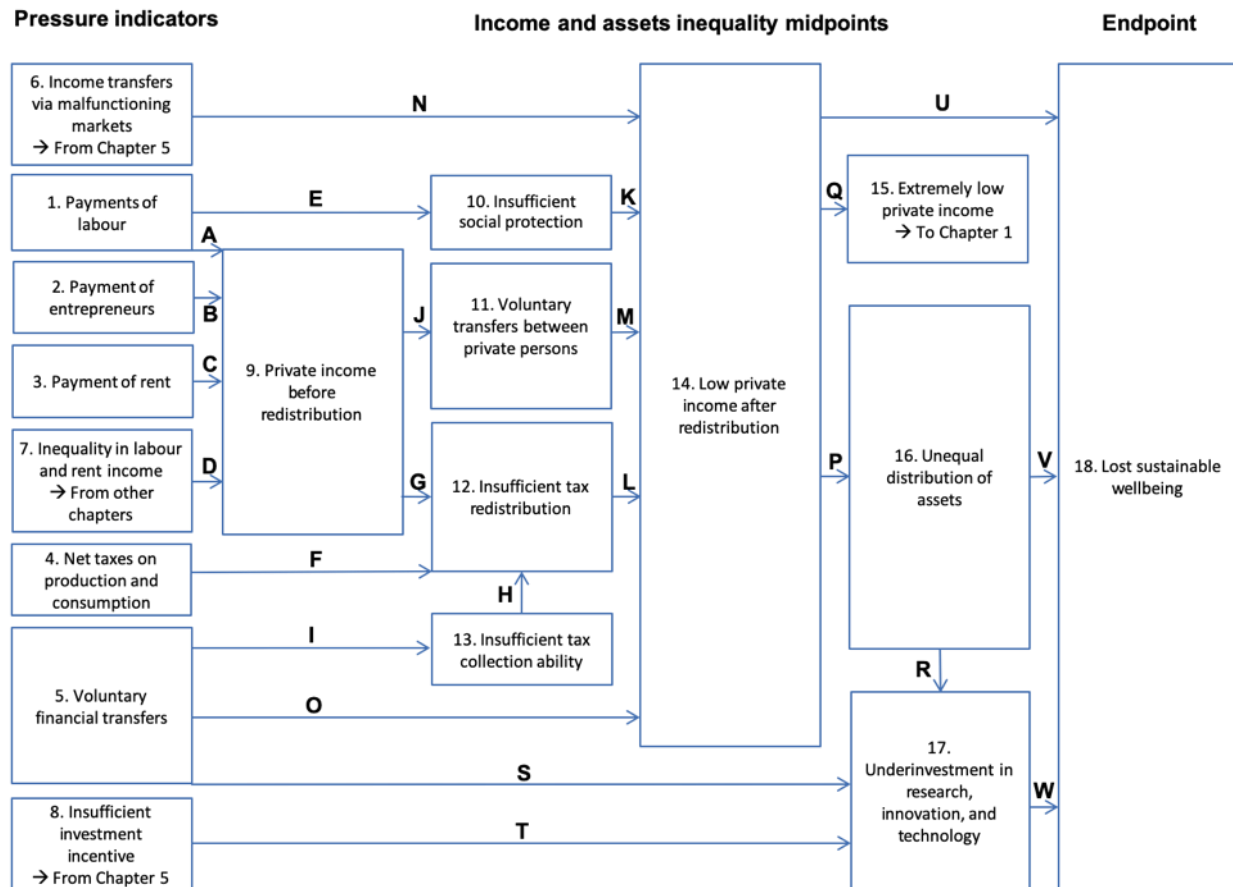 Pressure indicators
Income and assets inequality midpoints
Endpoint
6. Income transfers
via malfunctioning
markets
→ From Chapter 5
N
U
1. Payments of
labour
E
10. Insufficient
social protection
K
Q
15. Extremely low
private income
→ To Chapter 1
A
2. Payment of
entrepreneurs
B
J
11. Voluntary
transfers between
private persons
M
3. Payment of rent
C
9. Private income
before
redistribution
14. Low private
income after
redistribution
7. Inequality in labour
and rent income
→ From other
chapters
D
G
12. Insufficient tax
redistribution
L
P
16. Unequal
distribution of
assets
V
18. Lost sustainable
wellbeing
4. Net taxes on
production and
consumption
F
H
I
13. Insufficient tax
collection ability
R
5. Voluntary
financial transfers
O
S
17.
Underinvestment in
research,
innovation, and
technology
W
8. Insufficient
investment
incentive
→ From Chapter 5
T